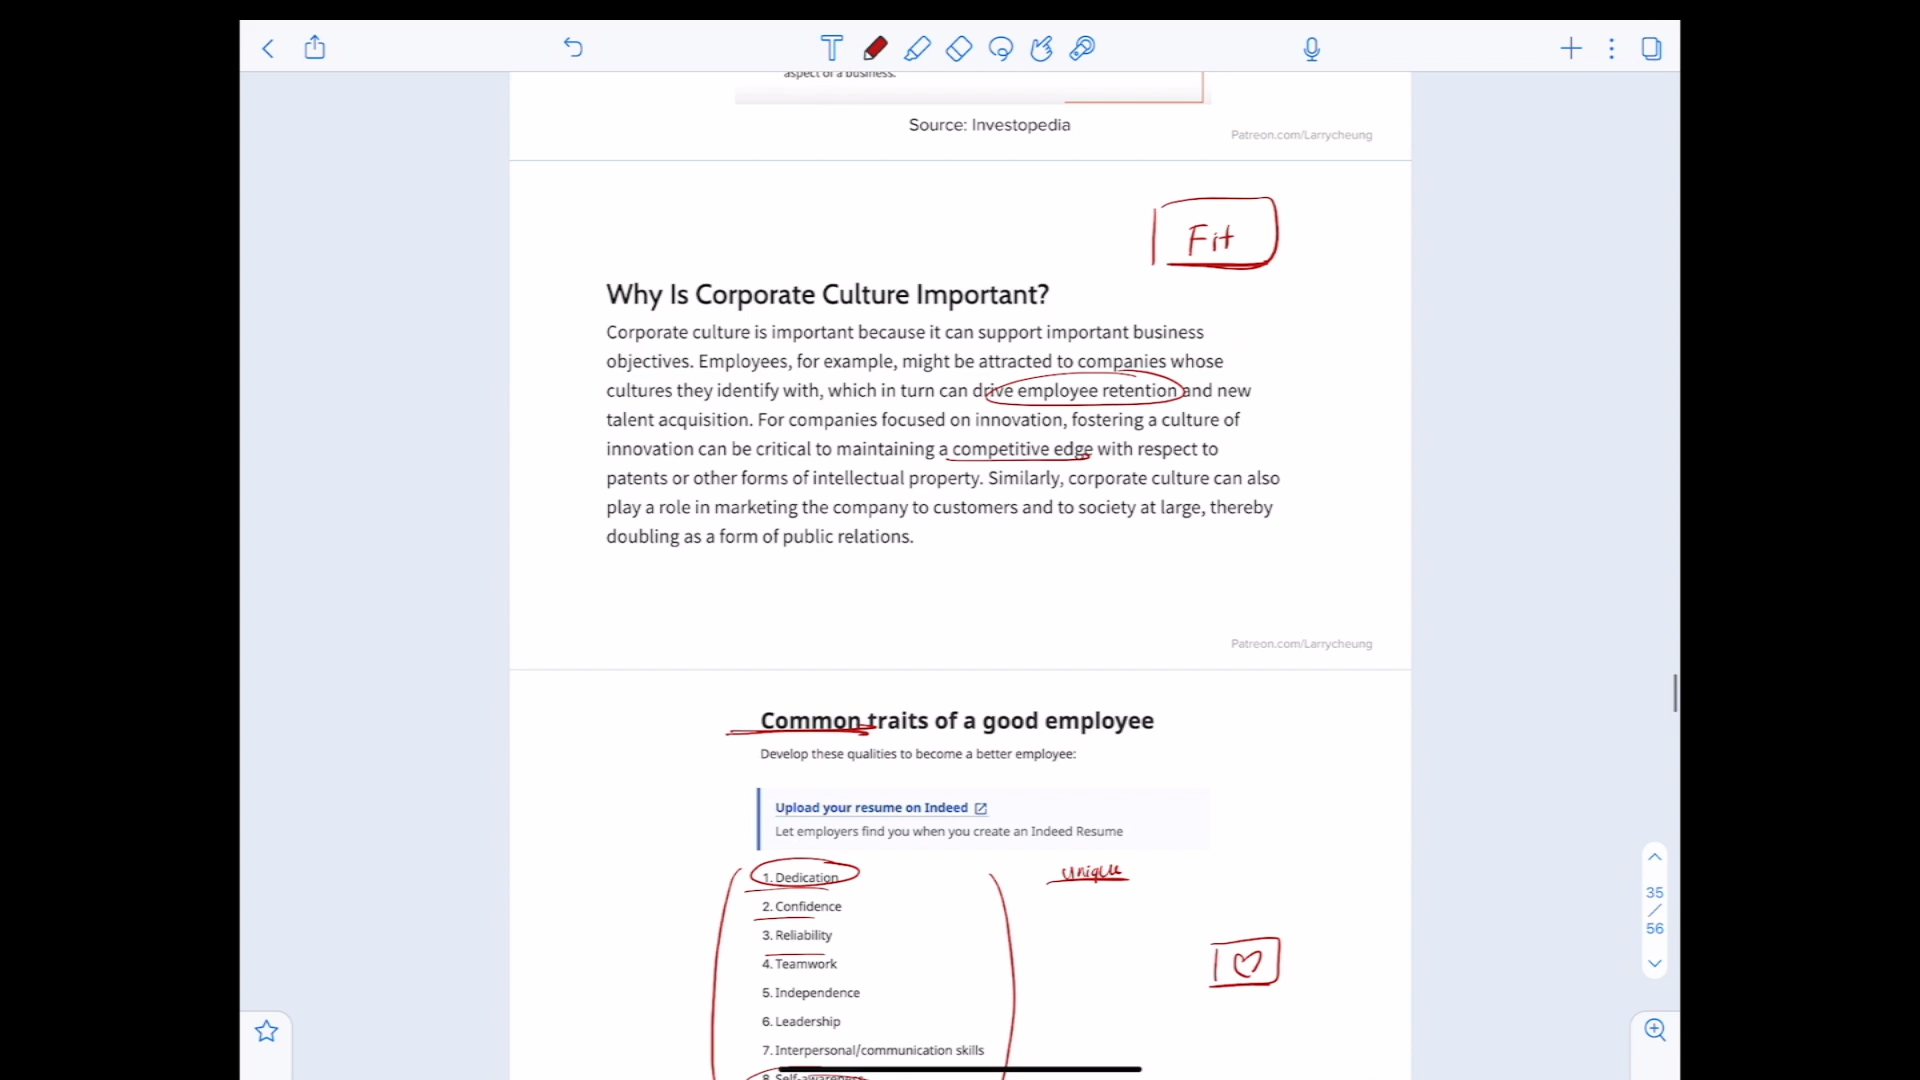 aspect of a business.
Source: Investopedia
Patreon.com/Larrycheung
Fit
Why Is Corporate Culture Important?
Corporate culture is important because it can support important business
objectives. Employees, for example, might be attracted to companies whose
cultures they identify with, which in turn can drive employee retention and new
talent acquisition. For companies focused on innovation, fostering a culture of
innovation can be critical to maintaining a competitive edge with respect to
patents or other forms of intellectual property. Similarly, corporate culture can also
play a role in marketing the company to customers and to society at large, thereby
doubling as a form of public relations.
Patreon.com/Larrycheung
Common traits of a good employee
Develop these qualities to become a better employee:
Upload your resume on Indeed
Let employers find you when you create an Indeed Resume
unique
1. Dedication
2. Confidence
3. Reliability
4. Teamwork
5. Independence
6. Leadership
7. Interpersonal/communication skills
8. Self-awareness
35
/
56